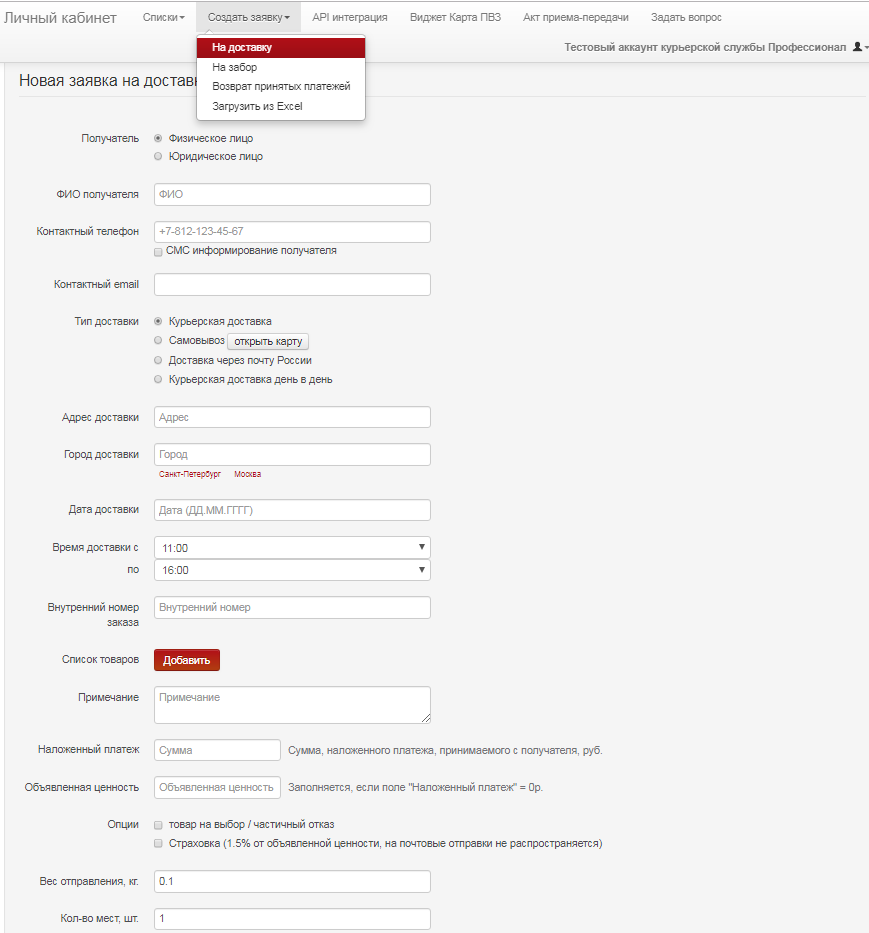 Личный кабинет Списки Создать заявку API интеграция Виджет Карта ПВЗ Акт приема-передачи Задать вопрос
Тестовый аккаунт курьерской службы Профессионал
На доставку
На забор
Возврат принятых платежей
Загрузить из Excel
Новая заявка на доставк
Получатель Физическое лицо
Юридическое лицо
ФИО получателя ФИО
Контактный телефон +7-812-123-45-67
СМС информирование получателя
Контактный email
Тип доставки Курьерская доставка
Самовывоз открыть карту
Доставка через почту России
Курьерская доставка день в день
Адрес доставки Адрес
Город доставки Город
Санкт-Петербург Москва
Дата доставки Дата (ДД.ММ.ГГГГ)
Время доставки с 11:00
по 16:00
Внутренний номер Внутренний номер
заказа
Список товаров Добавить
Примечание Примечание
Наложенный платеж Сумма Сумма, наложенного платежа, принимаемого с получателя, руб.
Объявленная ценность Объявленная ценность Заполняется, если поле "Наложенный платеж" = 0р.
Опции товар на выбор / частичный отказ
Страховка (1.5% от объявленной ценности, на почтовые отправки не распространяется)
Вес отправления, кг. 0.1
Кол-во мест, шт. 1